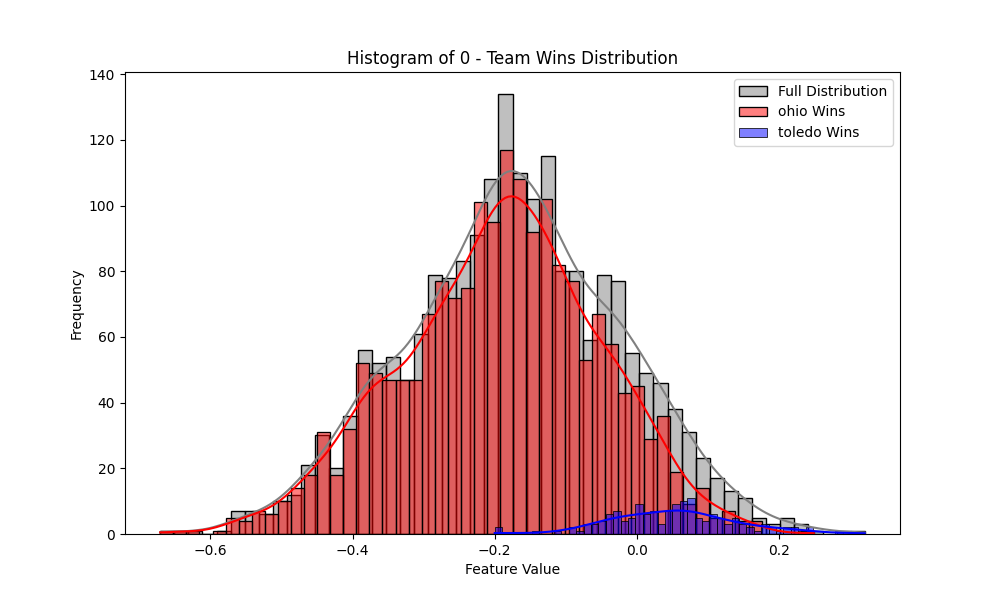 Histogram of 0 - Team Wins Distribution
Full Distribution
ohio Wins
toledo Wins
140
120
100
80
60
40
20
0
Frequency
−0.6
−0.4
−0.2
0.0
0.2
Feature Value